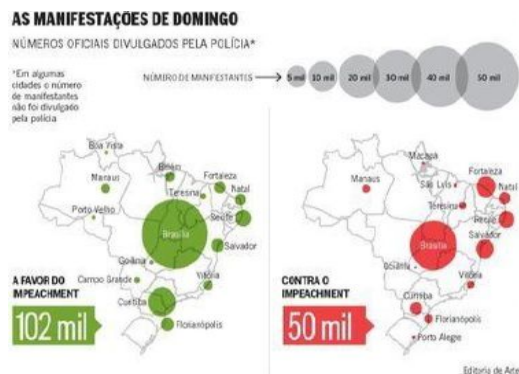 AS MANIFESTAÇÕES DE DOMINGO
NÚMEROS OFICIAIS DIVULGADOS PELA POLÍCIA*
*Em algumas
cidades o número
de manifestantes
não foi divulgado
pela polícia
NÚMERO DE MANIFESTANTES
5 mil
10 mil
20 mil
30 mil
40 mil
50 mil
Boa Vista
Manaus
Belém
Fortaleza
Teresina
Natal
Porto Velho
Recife
Brasília
Salvador
Goiânia
Campo Grande
Vitória
Curitiba
Florianópolis
A FAVOR DO
IMPEACHMENT
102 mil
Macapá
Manaus
São Luís
Fortaleza
Natal
Teresina
Recife
Salvador
Brasília
Goiânia
Vitória
Curitiba
Florianópolis
Porto Alegre
CONTRA O
IMPEACHMENT
50 mil
Editoria de Arte